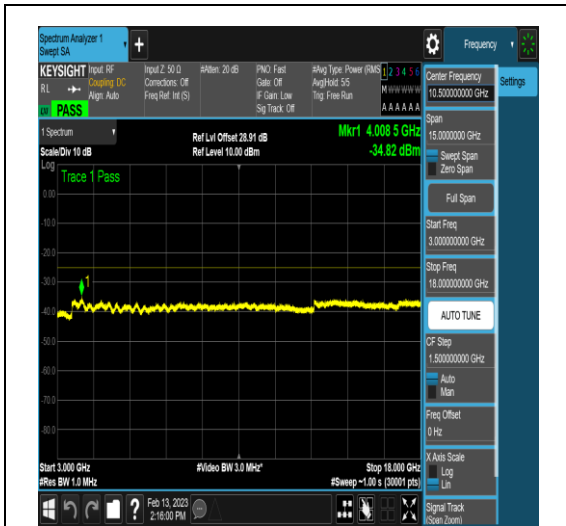 Spectrum Analyzer 1
Swept SA
+
Frequency
KEYSIGHT
RL
PASS
Input: RF
Coupling: DC
Align: Auto
Input Z: 50 Ω
Corrections: Off
Freq Ref: Int (S)
#Atten: 20 dB
PNO: Fast
Gate: Off
IF Gain: Low
Sig Track: Off
#Avg Type: Power (RMS
Avg|Hold: 5/5
Trig: Free Run
1 2 3 4 5 6
M W W W W W
A A A A A A
1 Spectrum
Scale/Div 10 dB
Ref Lvl Offset 28.91 dB
Ref Level 10.00 dBm
Mkr1 4.008 5 GHz
-34.82 dBm
Log
Trace 1 Pass
0.00
-10.0
-20.0
-30.0
-40.0
-50.0
-60.0
-70.0
-80.0
1
Start 3.000 GHz
#Res BW 1.0 MHz
#Video BW 3.0 MHz*
Stop 18.000 GHz
#Sweep ~1.00 s (30001 pts)
Center Frequency
10.500000000 GHz
Settings
Span
15.0000000 GHz
Swept Span
Zero Span
Full Span
Start Freq
3.000000000 GHz
Stop Freq
18.000000000 GHz
AUTO TUNE
CF Step
1.500000000 GHz
Auto
Man
Freq Offset
0 Hz
X Axis Scale
Log
Lin
Signal Track
(Span Zoom)
?
Feb 13, 2023
2:16:00 PM